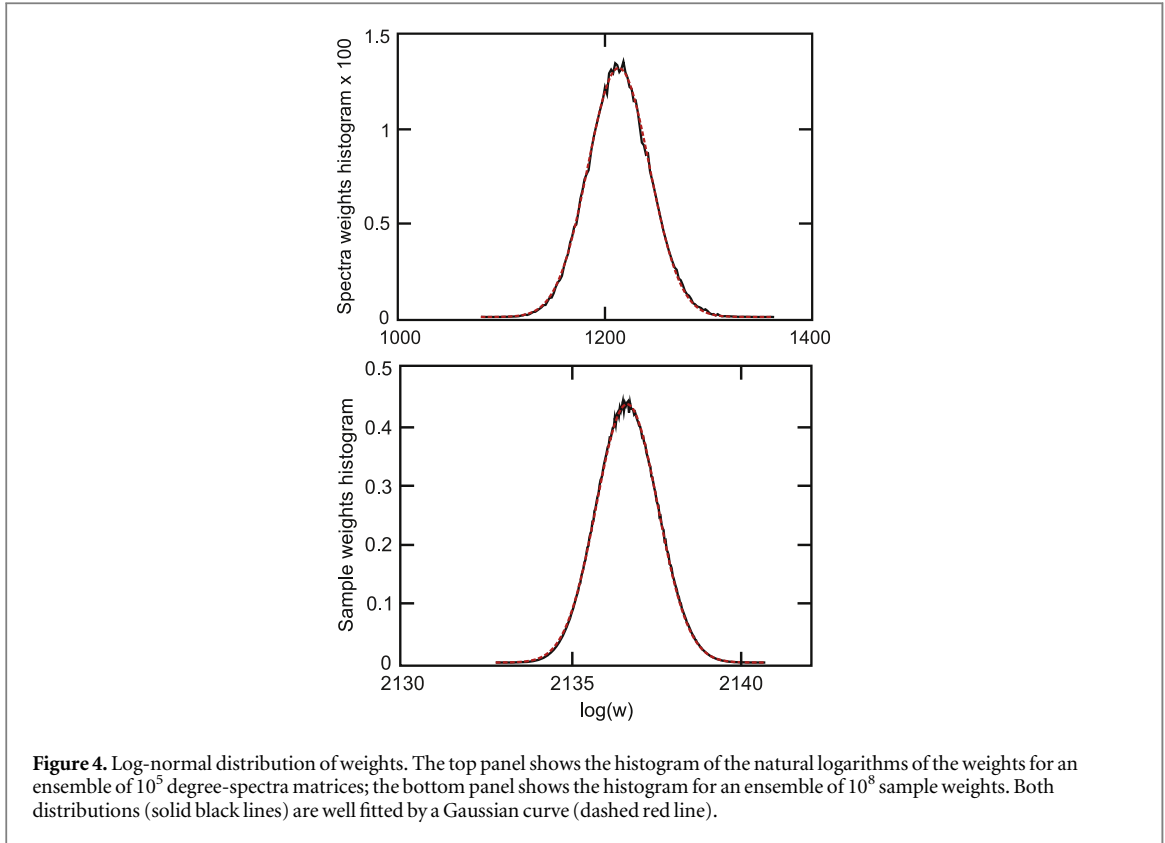 Spectra weights histogram x 100
1.5
1
0.5
0
1000
1200
1400
Sample weights histogram
0.5
0.4
0.3
0.2
0.1
0
2130
2135
2140
log(w)
Figure 4. Log-normal distribution of weights. The top panel shows the histogram of the natural logarithms of the weights for an
ensemble of 10⁵ degree-spectra matrices; the bottom panel shows the histogram for an ensemble of 10⁸ sample weights. Both
distributions (solid black lines) are well fitted by a Gaussian curve (dashed red line).